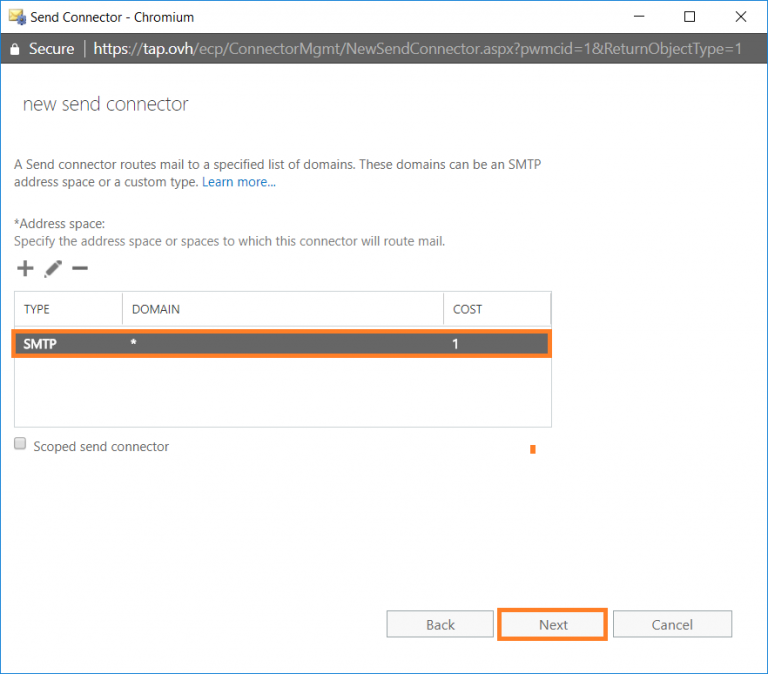 Send Connector - Chromium
Secure | https://tap.ovh/ecp/ConnectorMgmt/NewSendConnector.aspx?pwmcid=1&ReturnObjectType=1
new send connector
A Send connector routes mail to a specified list of domains. These domains can be an SMTP
address space or a custom type. Learn more...
*Address space:
Specify the address space or spaces to which this connector will route mail.
TYPE DOMAIN COST
SMTP * 1
Scoped send connector
Back Next Cancel